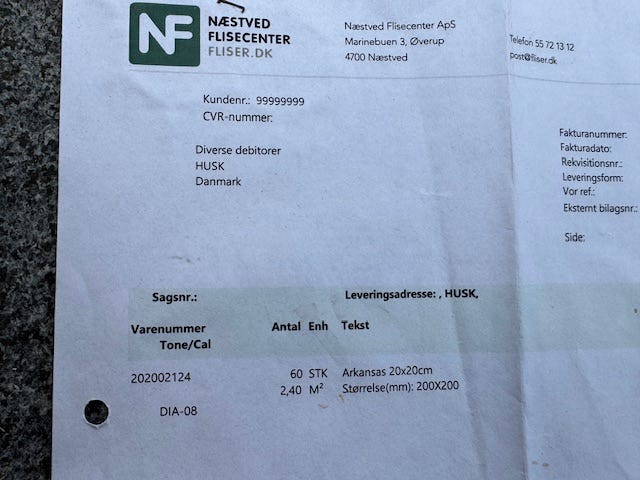 NF
NÆSTVED
FLISECENTER
FLISER.DK
Næstved Flisecenter ApS
Marinebuen 3, Øverup
4700 Næstved
Telefon 55 72 13 12
post@fliser.dk
Kundenr.: 99999999
CVR-nummer:
Diverse debitorer
HUSK
Danmark
Fakturanummer:
Fakturadato:
Rekvisitionsnr.:
Leveringsform:
Vor ref.:
Eksternt bilagsnr.:
Side:
Sagsnr.: Leveringsadresse: , HUSK,
Varenummer Antal Enh Tekst
Tone/Cal
202002124 60 STK Arkansas 20x20cm
2,40 M² Størrelse(mm): 200X200
DIA-08